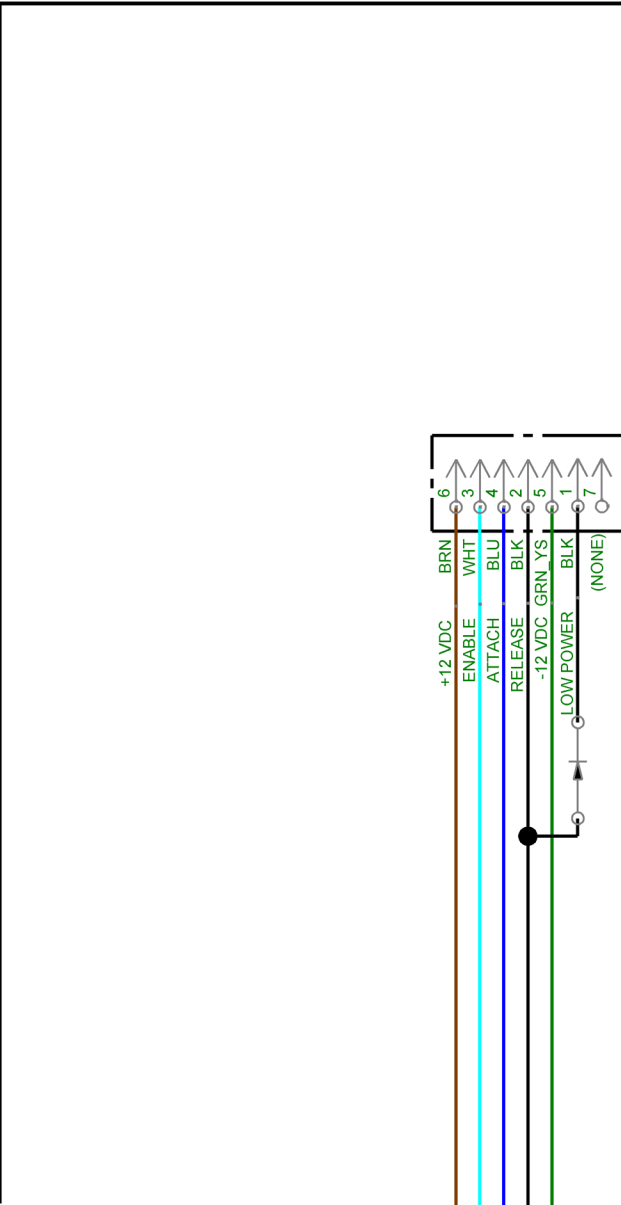 6
3
4
2
5
1
7
BRN
WHT
BLU
BLK
GRN_YS
BLK
(NONE)
+12 VDC
ENABLE
ATTACH
RELEASE
-12 VDC
LOW POWER